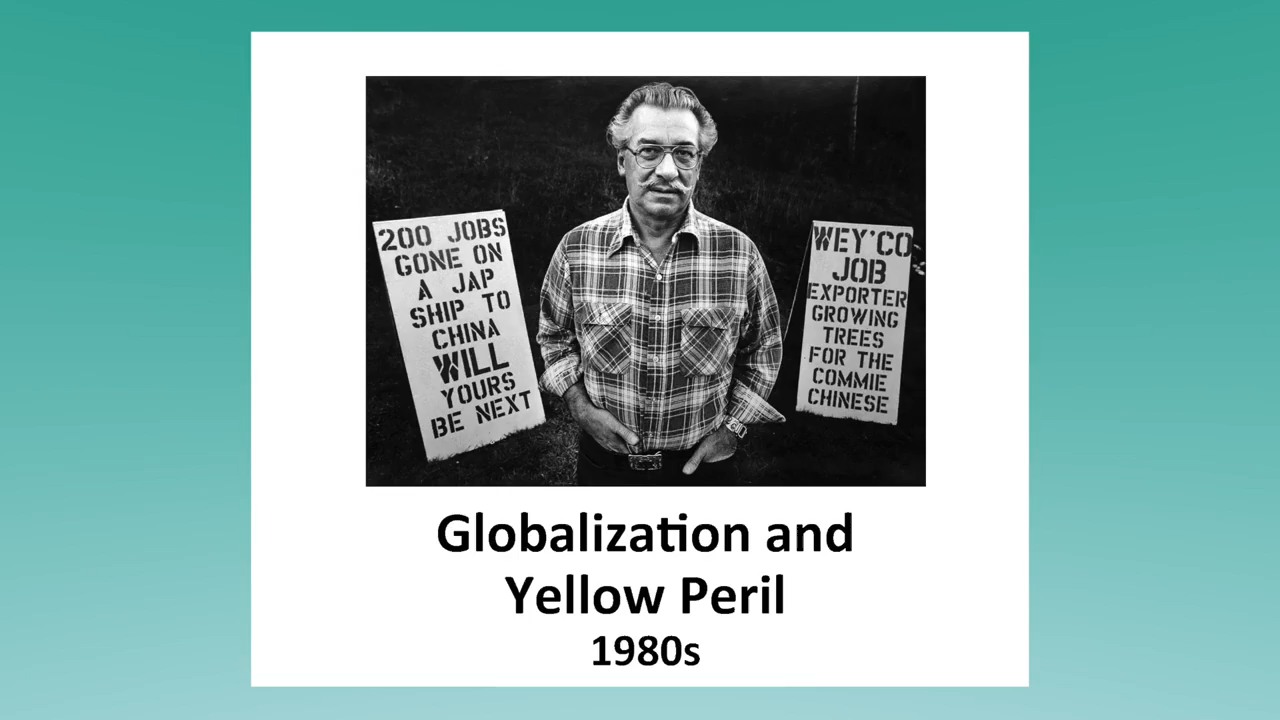 200 JOBS
GONE ON
A JAP
SHIP TO
CHINA
WILL
YOURS
BE NEXT
WEY'CO
JOB
EXPORTER
GROWING
TREES
FOR THE
COMMIE
CHINESE
Globalization and
Yellow Peril
1980s